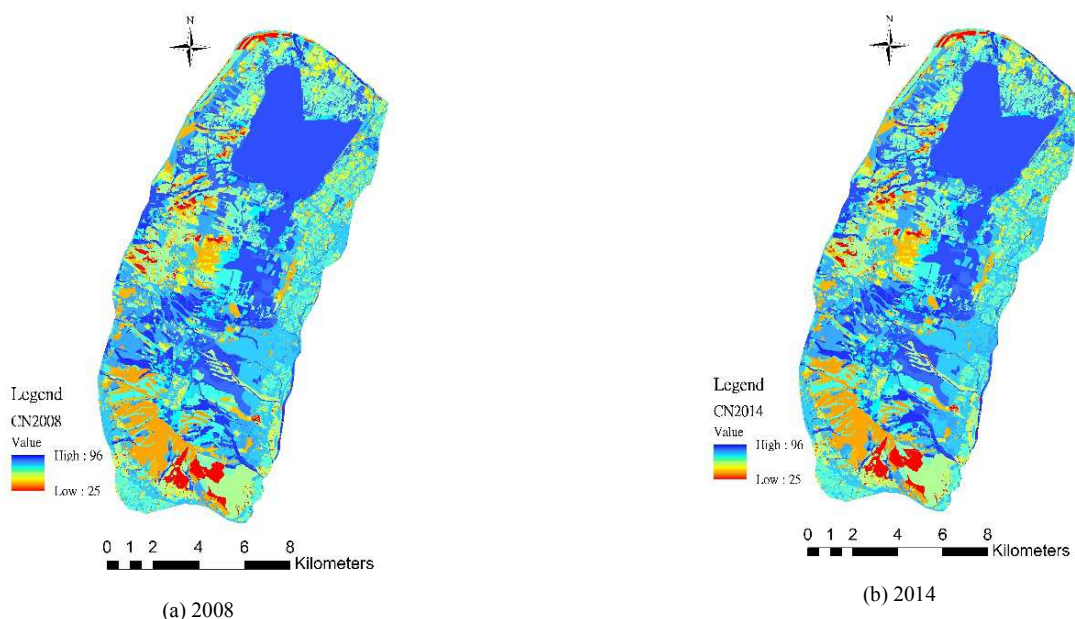 N
Legend
CN2008
Value
High : 96
Low : 25
0 1 2 4 6 8
Kilometers
(a) 2008
N
Legend
CN2014
Value
High : 96
Low : 25
0 1 2 4 6 8
Kilometers
(b) 2014